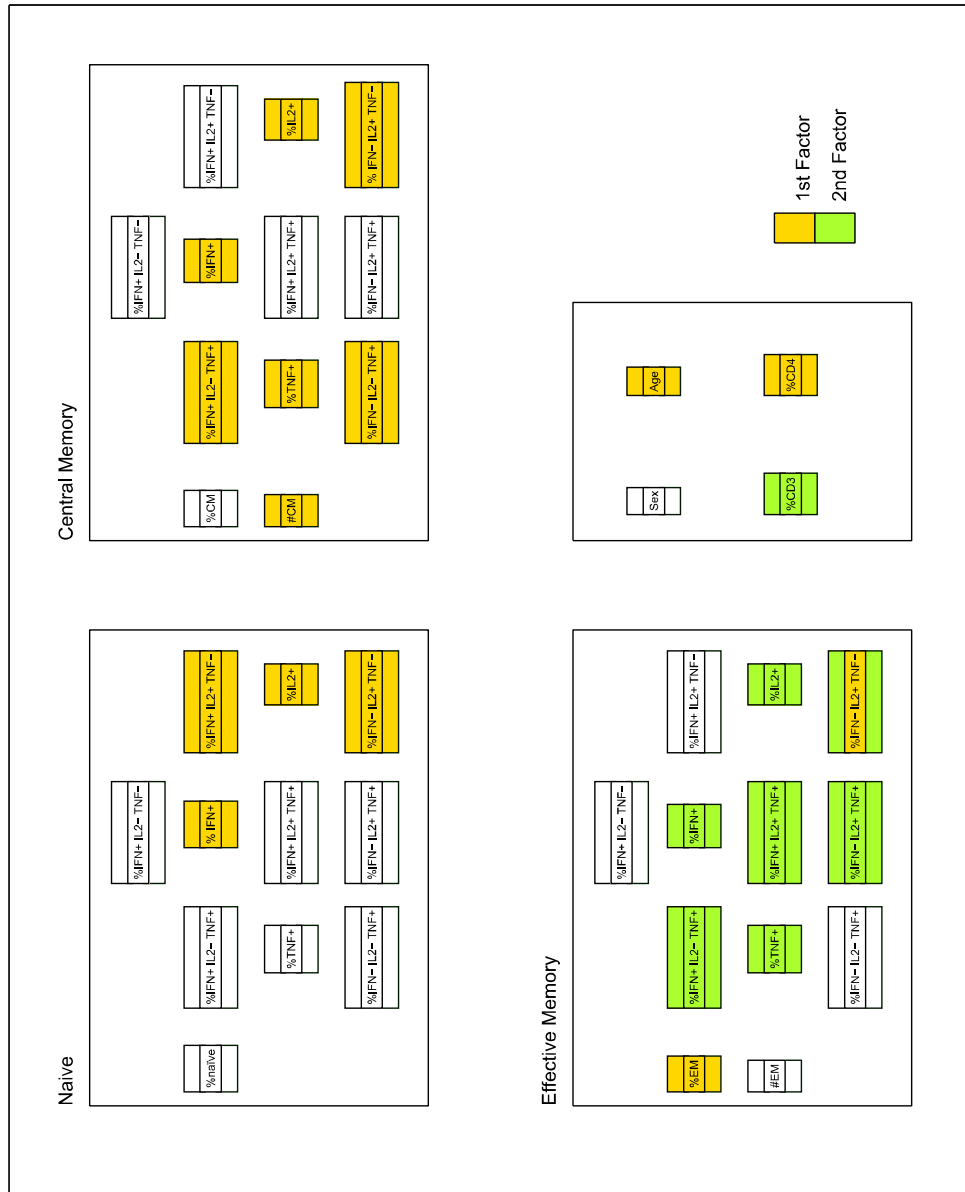 Naive
%IFN+ IL2− TNF−
%naïve
%IFN+ IL2− TNF+
% IFN+
%IFN+ IL2+ TNF−
%TNF+
%IFN+ IL2+ TNF+
%IL2+
%IFN− IL2− TNF+
%IFN− IL2+ TNF+
%IFN− IL2+ TNF−
Central Memory
%IFN+ IL2− TNF−
%CM
%IFN+ IL2− TNF+
%IFN+
%IFN+ IL2+ TNF−
#CM
%TNF+
%IFN+ IL2+ TNF+
%IL2+
%IFN− IL2− TNF+
%IFN− IL2+ TNF+
% IFN− IL2+ TNF−
Effective Memory
%IFN+ IL2− TNF−
%EM
%IFN+ IL2− TNF+
%IFN+
%IFN+ IL2+ TNF−
#EM
%TNF+
%IFN+ IL2+ TNF+
%IL2+
%IFN− IL2− TNF+
%IFN− IL2+ TNF+
%IFN− IL2+ TNF−
Sex
Age
%CD3
%CD4
1st Factor
2nd Factor